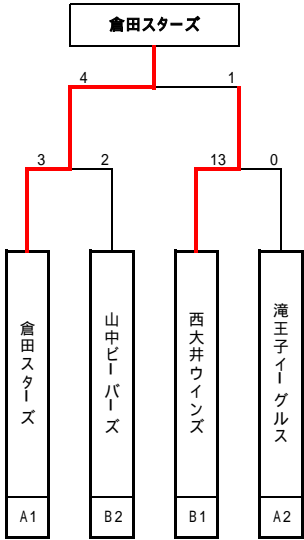 倉田スターズ
4 1
3 2 13 0
倉田スターズ
山中ビーバーズ
西大井ウインズ
滝王子イーグルス
A1 B2 B1 A2